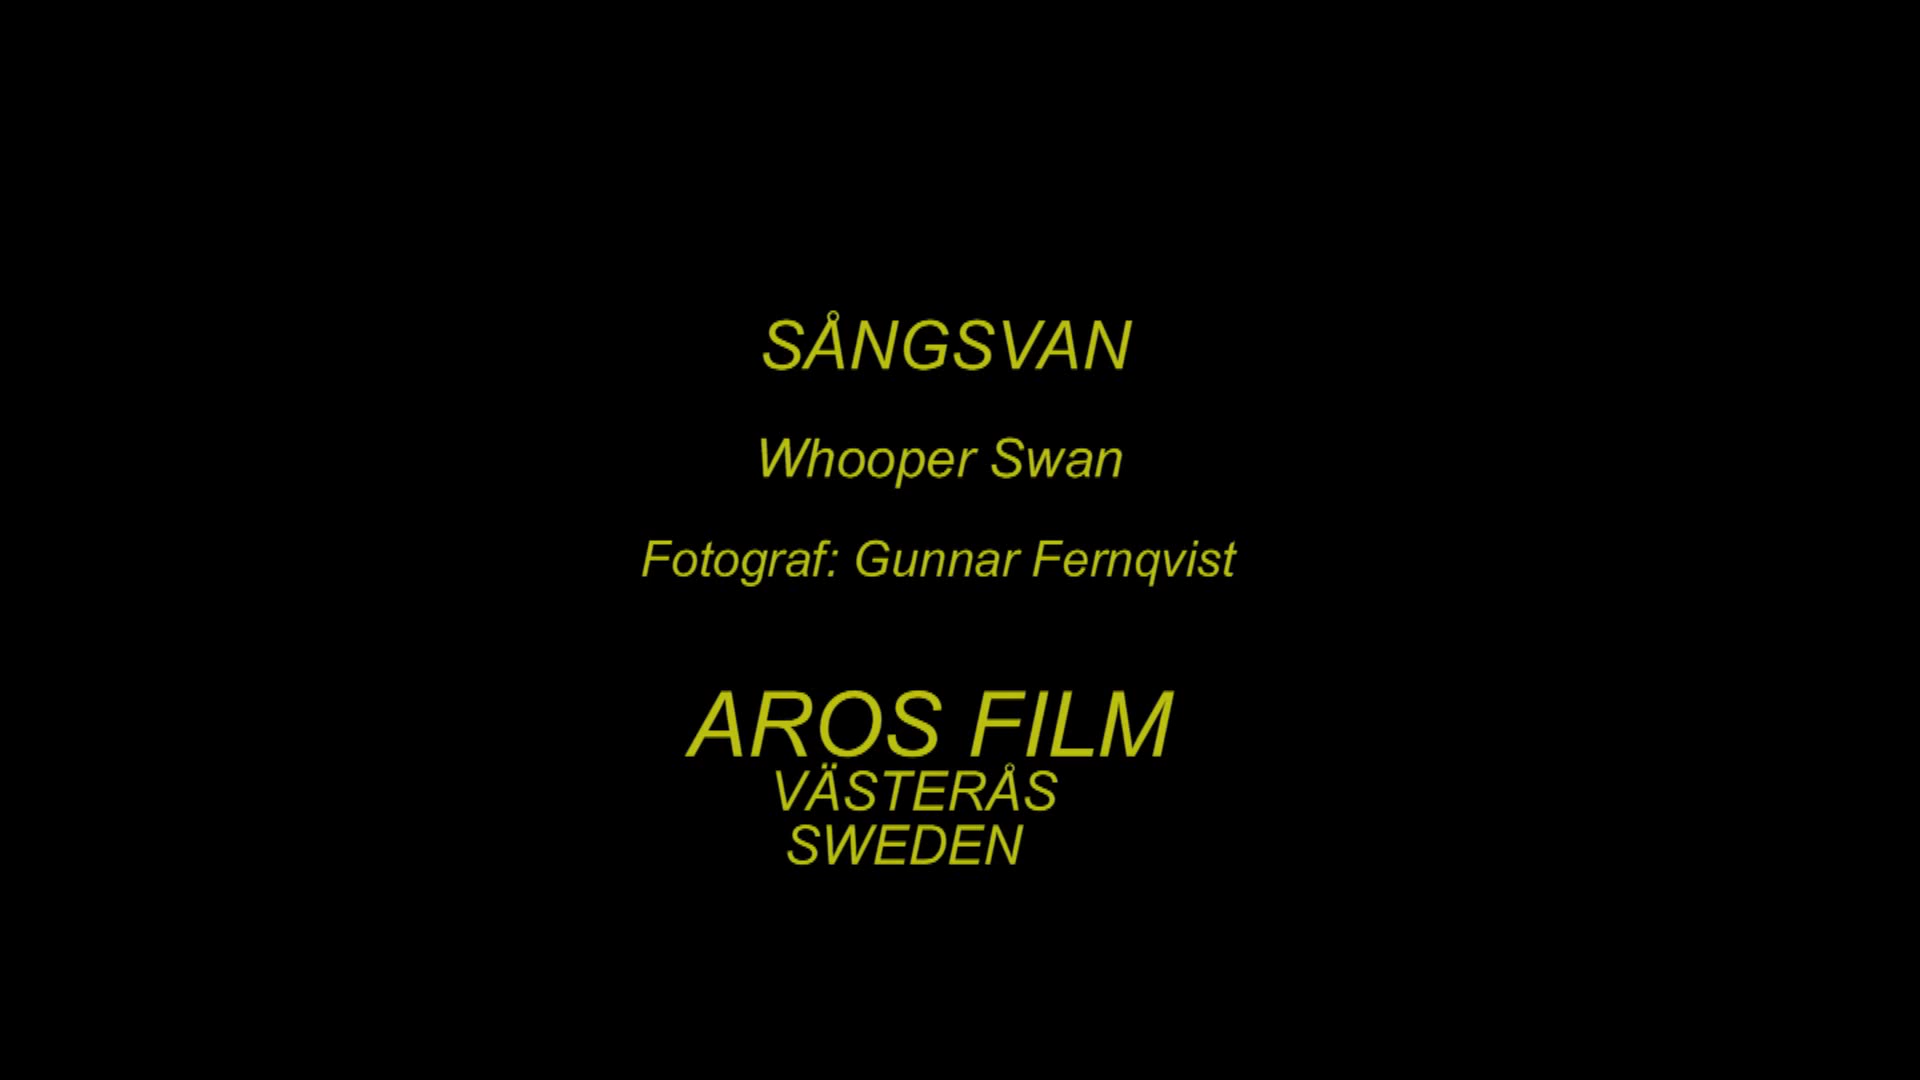 SÅNGSVAN
Whooper Swan
Fotograf: Gunnar Fernqvist
AROS FILM
VÄSTERÅS
SWEDEN